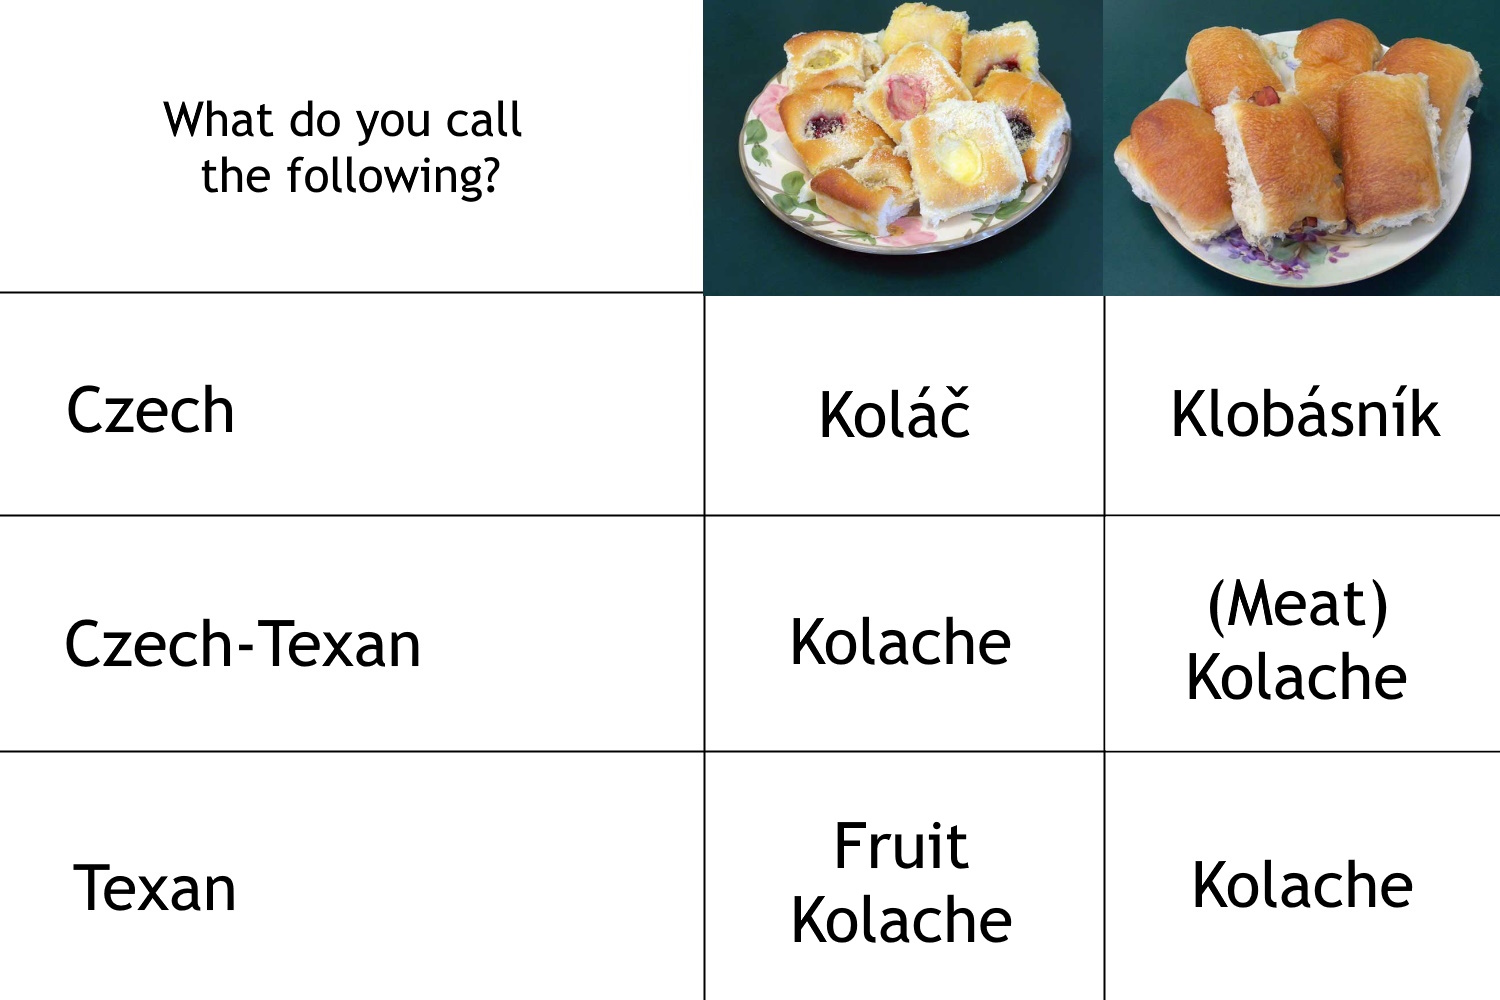 What do you call
the following?
Czech
Koláč
Klobásník
Czech-Texan
Kolache
(Meat)
Kolache
Texan
Fruit
Kolache
Kolache